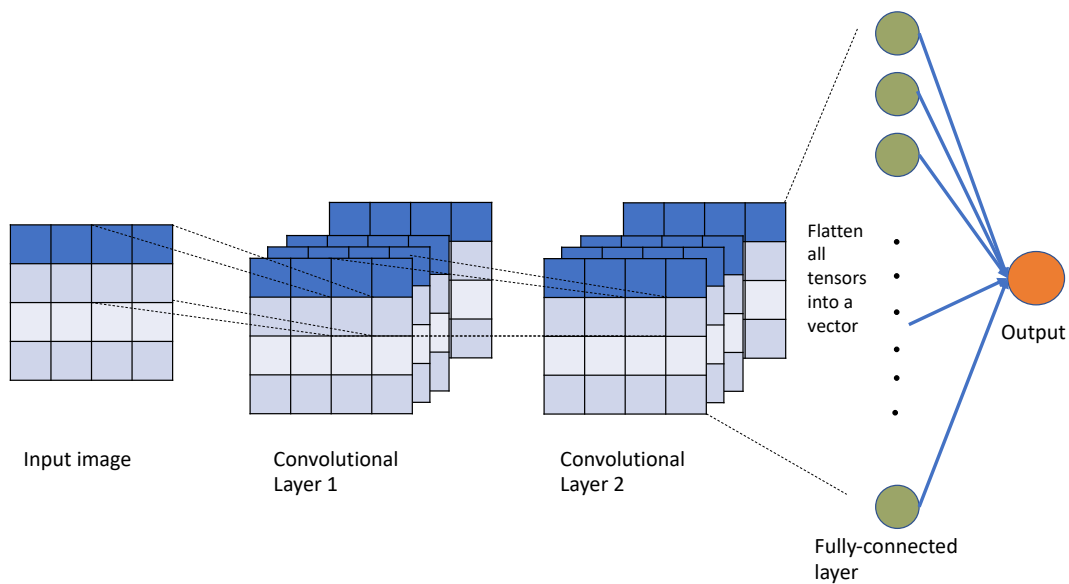 Flatten
all
tensors
into a
vector
Output
Input image
Convolutional
Layer 1
Convolutional
Layer 2
Fully-connected
layer